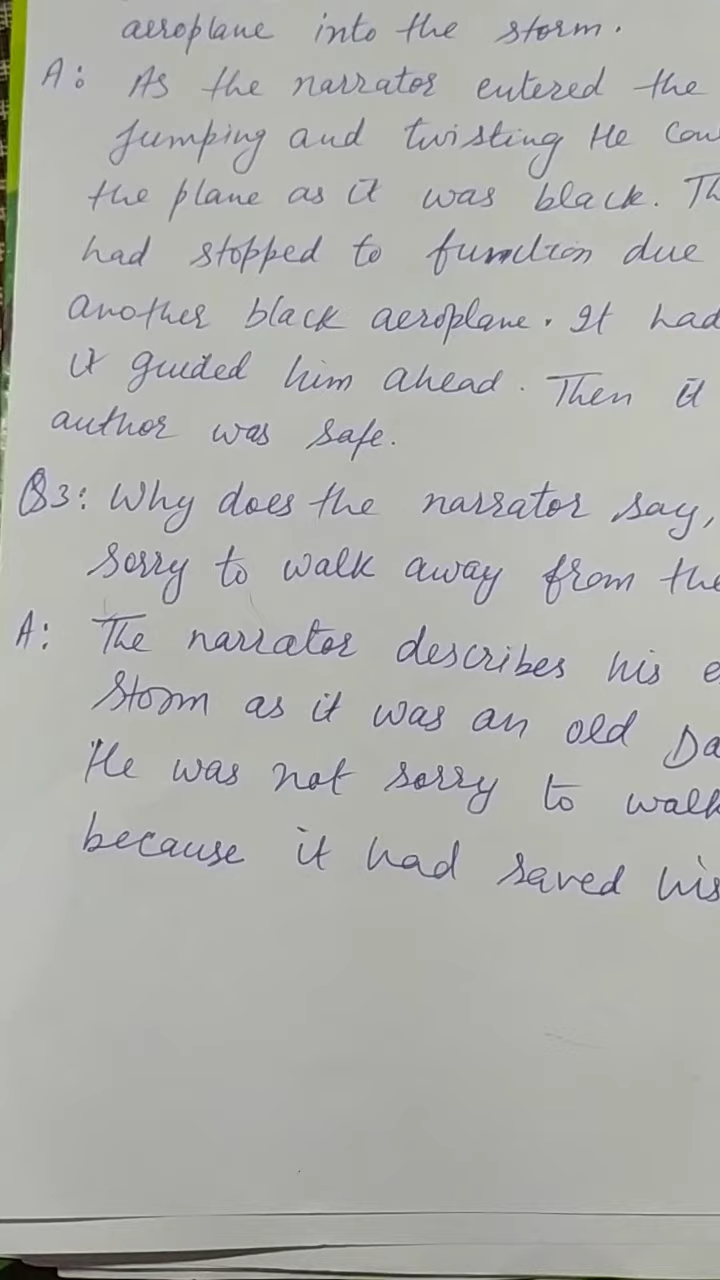 aeroplane into the storm.
A: As the narrator entered the
Jumping and twisting He
the plane as it was black.
had stopped to function due
another black aeroplane. It had
it guided him ahead. Then it
author was safe.
Q3: Why does the narrator say,
sorry to walk away from the
A: The narrator describes his
storm as it was an old
He was not sorry to walk
because it had saved his